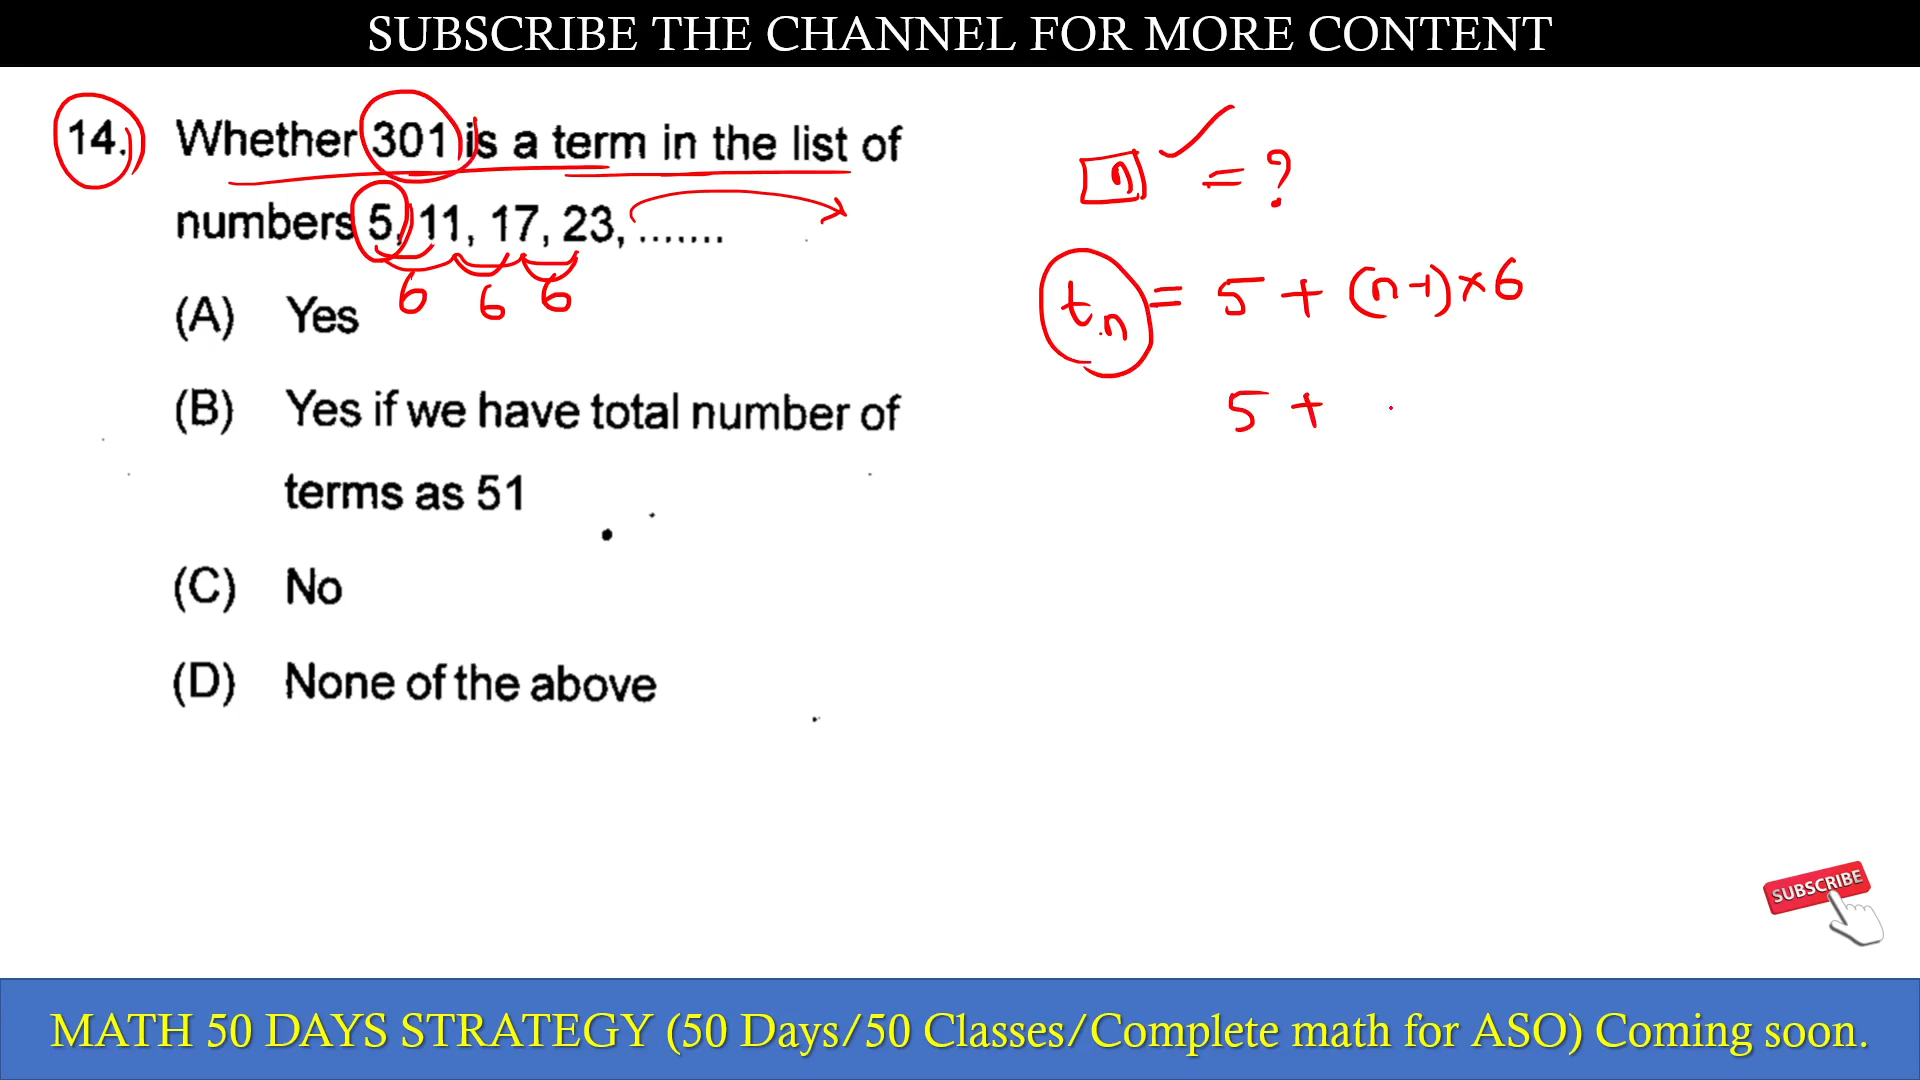 SUBSCRIBE THE CHANNEL FOR MORE CONTENT
14. Whether 301 is a term in the list of
numbers 5, 11, 17, 23, .......
6 6 6
(A) Yes
(B) Yes if we have total number of
terms as 51
(C) No
(D) None of the above
n = ?
tn = 5 + (n-1)×6
5 +
SUBSCRIBE
MATH 50 DAYS STRATEGY (50 Days/50 Classes/Complete math for ASO) Coming soon.